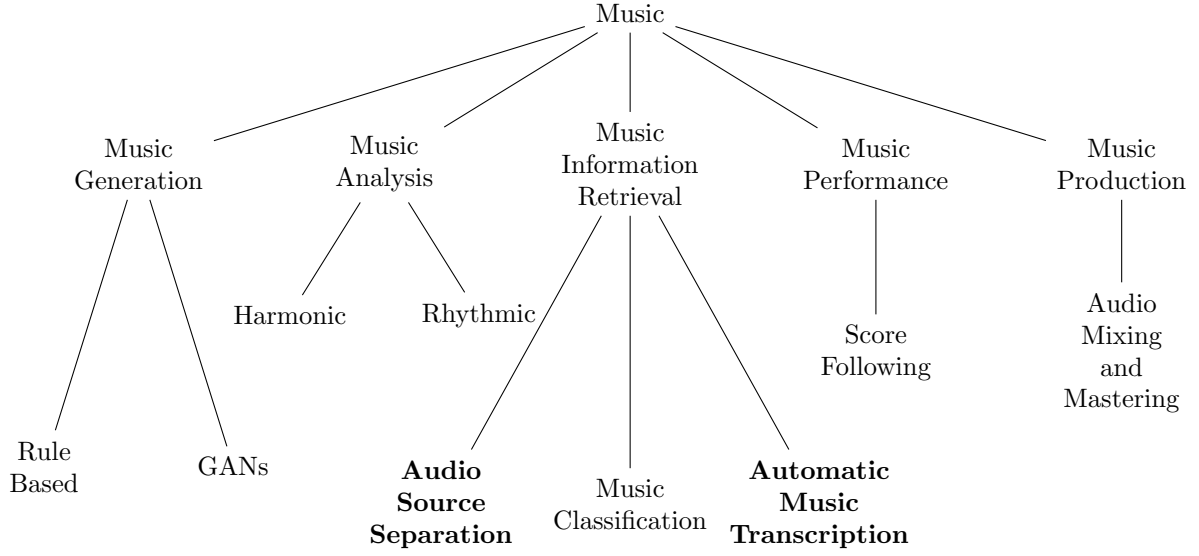 Music
Music
Generation
Music
Analysis
Music
Information
Retrieval
Music
Performance
Music
Production
Harmonic
Rhythmic
Score
Following
Audio
Mixing
and
Mastering
Rule
Based
GANs
Audio
Source
Separation
Music
Classification
Automatic
Music
Transcription